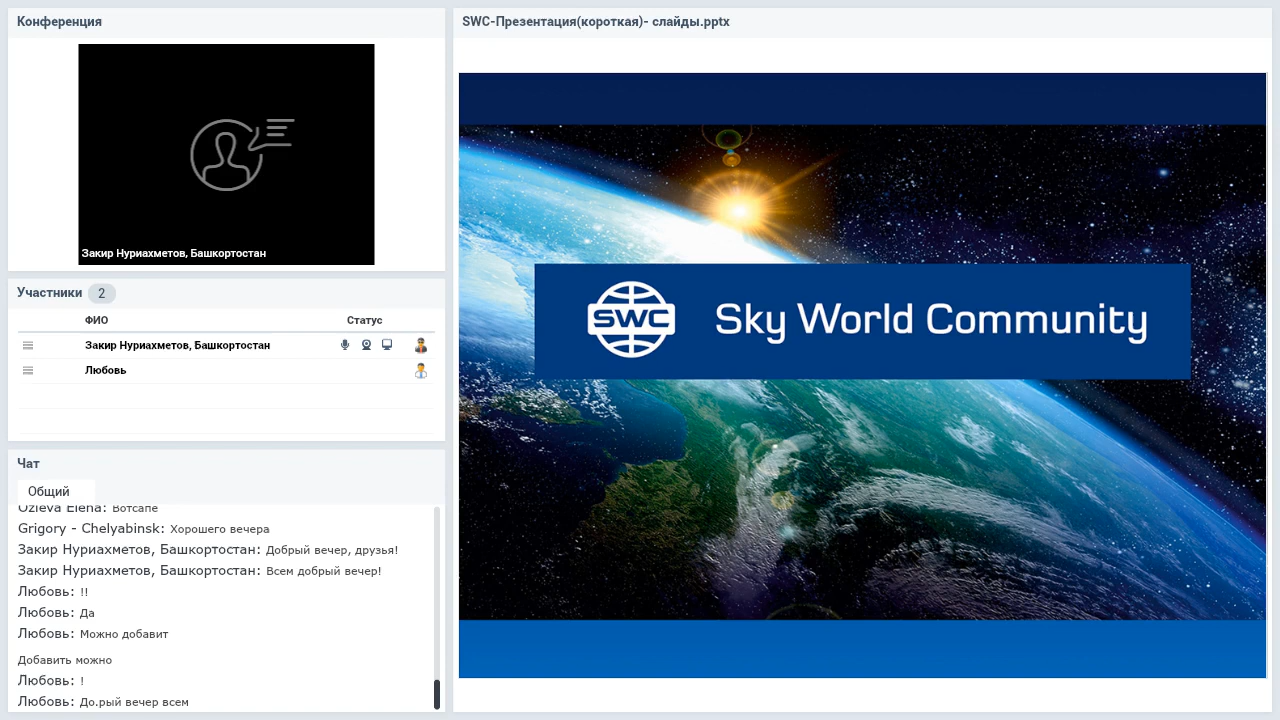 Конференция
Закир Нуриахметов, Башкортостан
Участники 2
ФИО Статус
Закир Нуриахметов, Башкортостан
Любовь
Чат
Общий
Ozieva Elena: Вотсапе
Grigory - Chelyabinsk: Хорошего вечера
Закир Нуриахметов, Башкортостан: Добрый вечер, друзья!
Закир Нуриахметов, Башкортостан: Всем добрый вечер!
Любовь: !!
Любовь: Да
Любовь: Можно добавит
Добавить можно
Любовь: !
Любовь: До.рый вечер всем
SWC-Презентация(короткая)- слайды.pptx
SWC Sky World Community